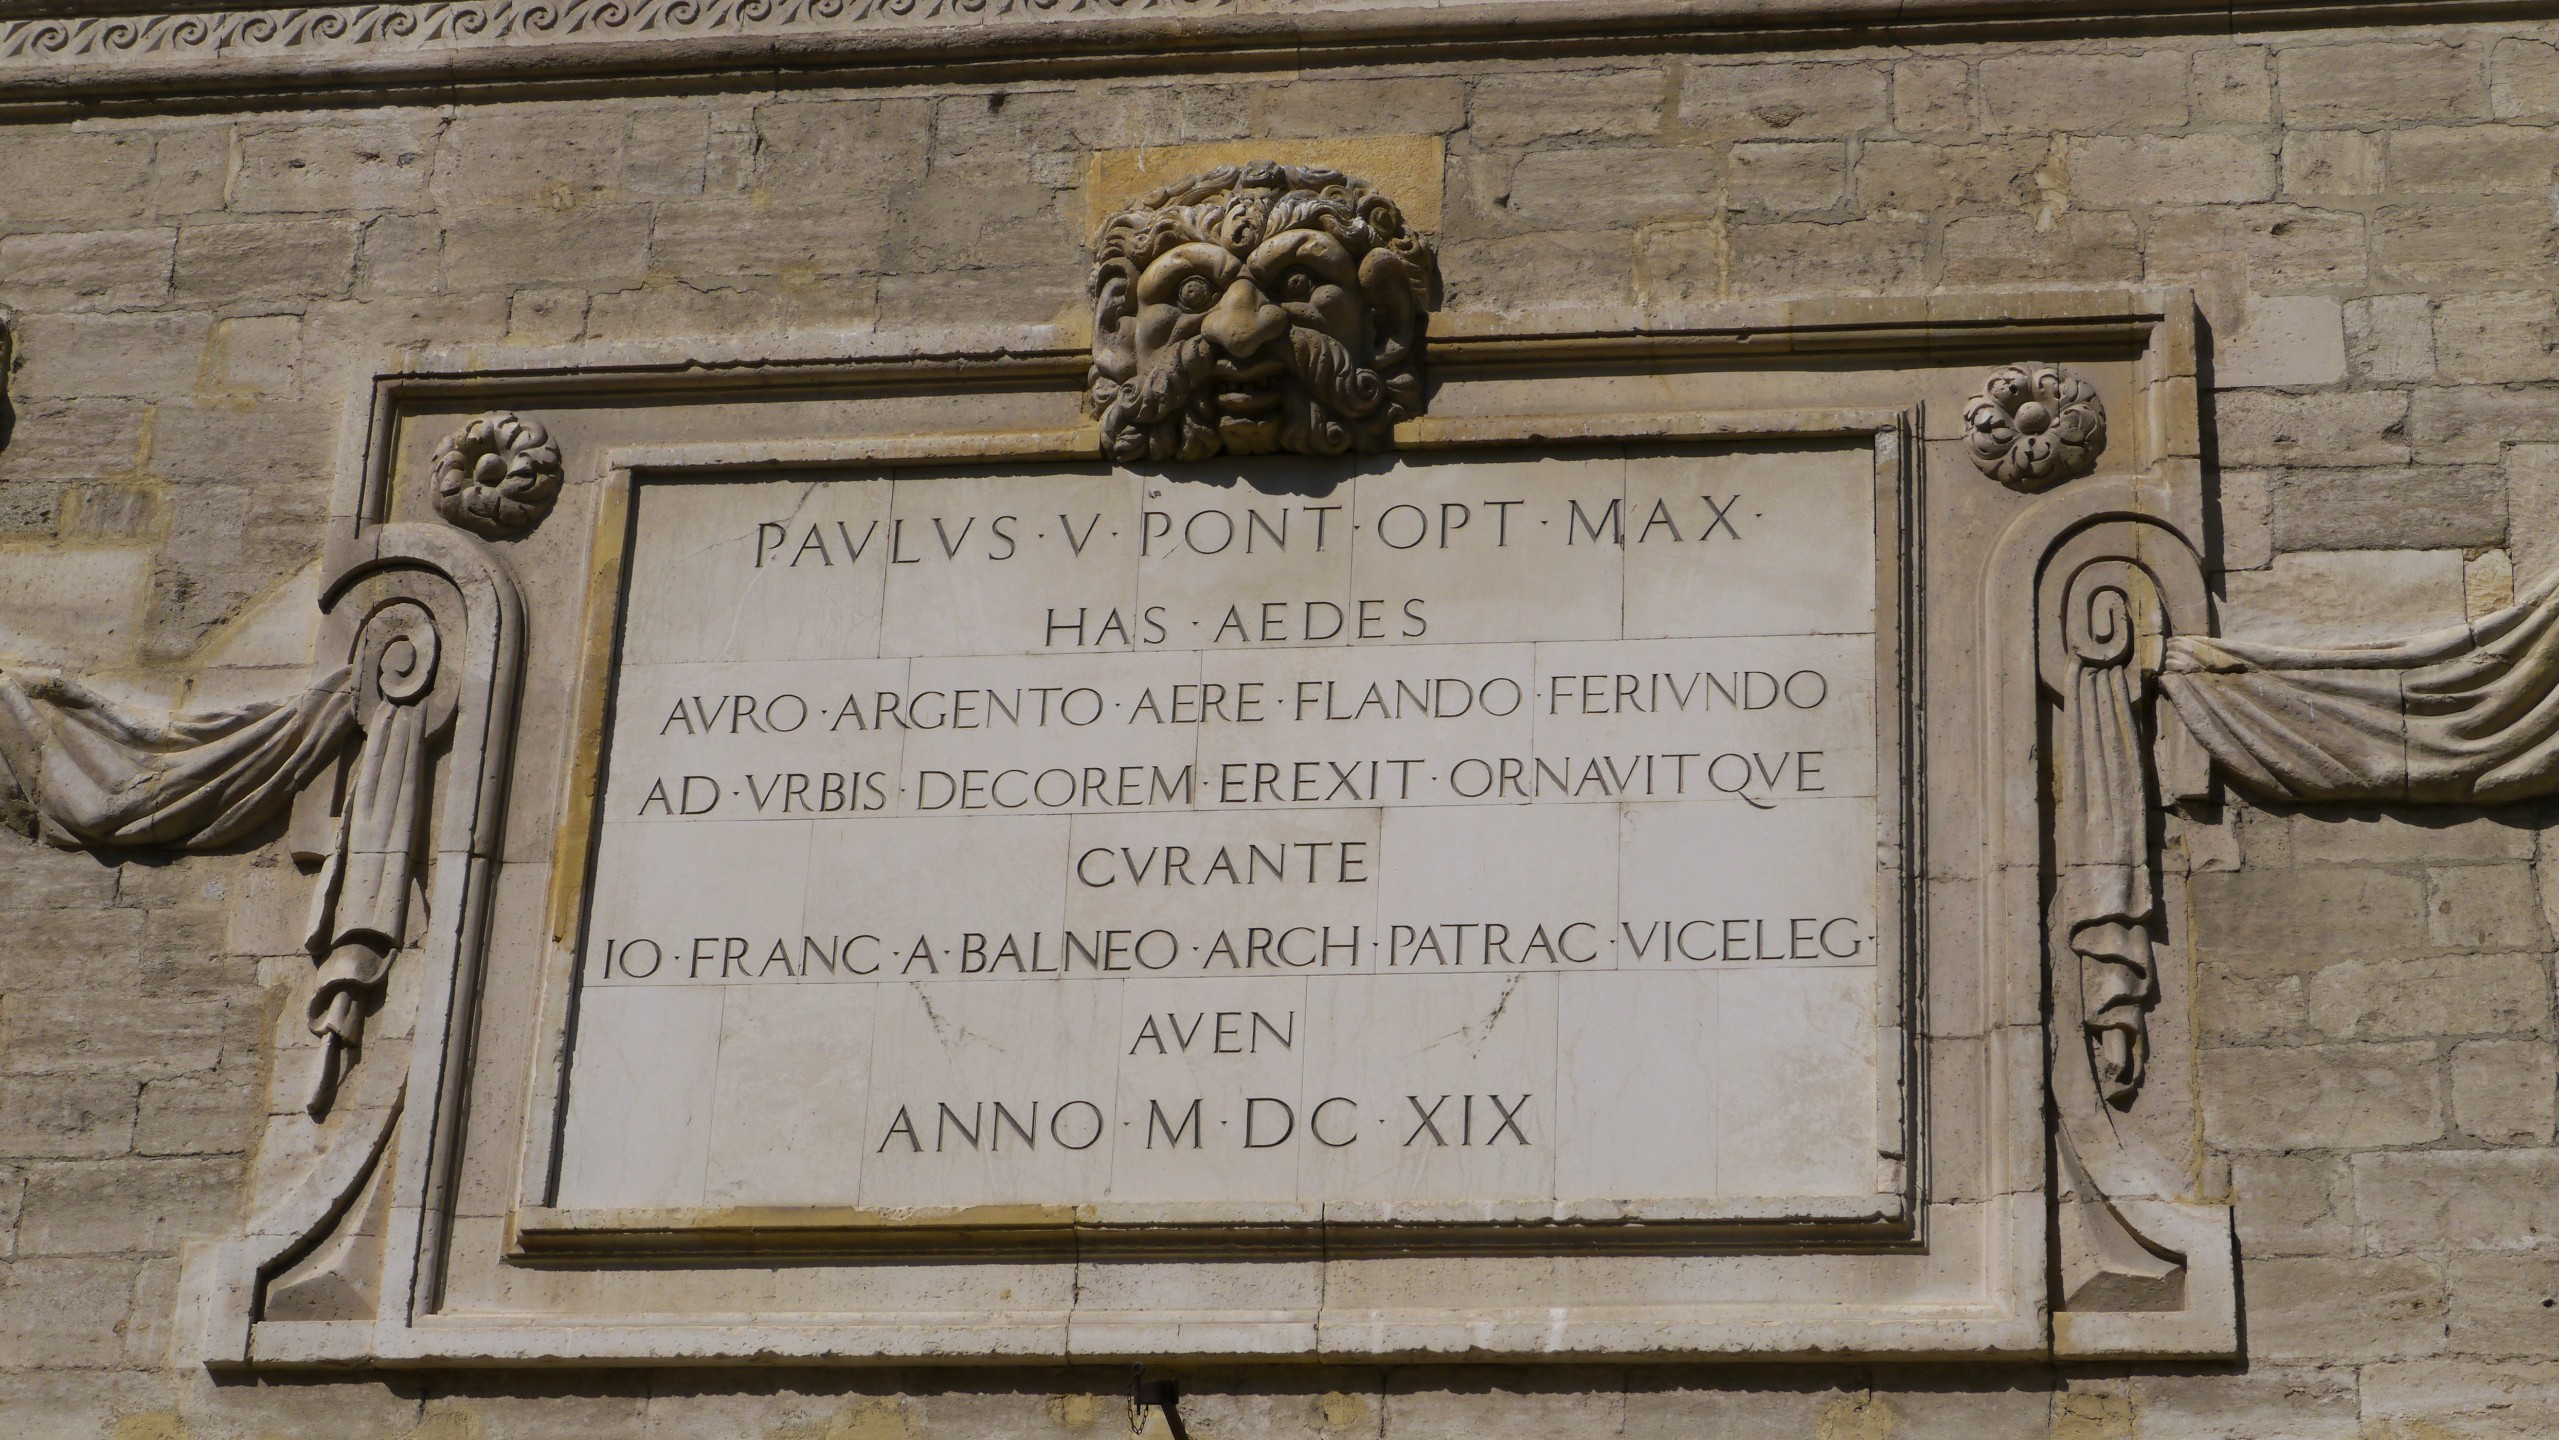 PAVLVS · V · PONT · OPT · MAX ·
HAS · AEDES
AVRO · ARGENTO · AERE · FLANDO · FERIVNDO
AD · VRBIS · DECOREM · EREXIT · ORNAVITQVE
CVRANTE
IO · FRANC · A · BALNEO · ARCH · PATRAC · VICELEG ·
AVEN
ANNO · M · DC · XIX